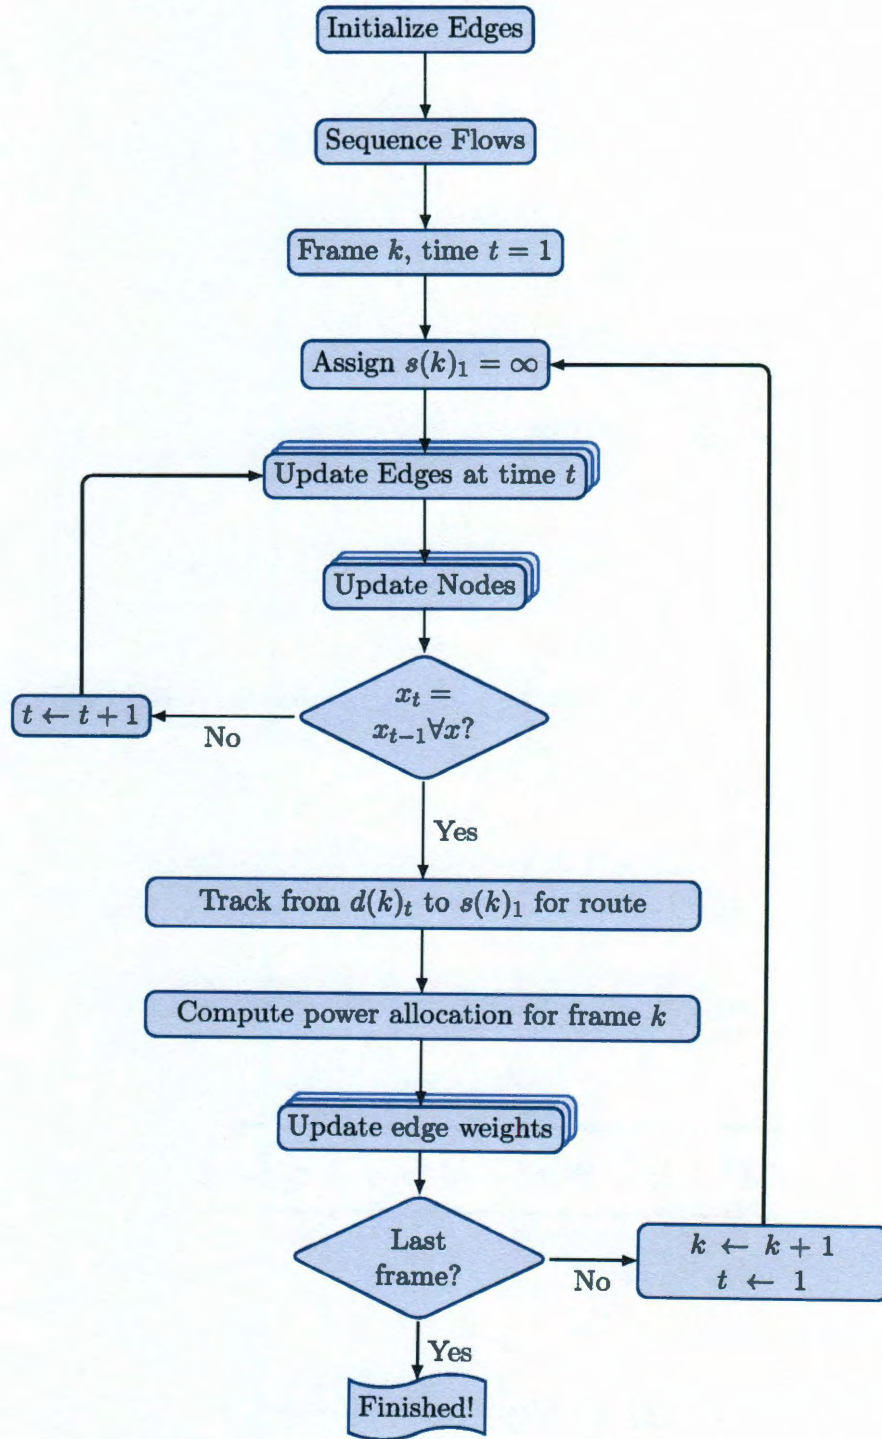 Initialize Edges
Sequence Flows
Frame k, time t = 1
Assign s(k)₁ = ∞
Update Edges at time t
Update Nodes
xₜ =
xₜ₋₁∀x?
No
t ← t + 1
Yes
Track from d(k)ₜ to s(k)₁ for route
Compute power allocation for frame k
Update edge weights
Last
frame?
No
k ← k + 1
t ← 1
Yes
Finished!